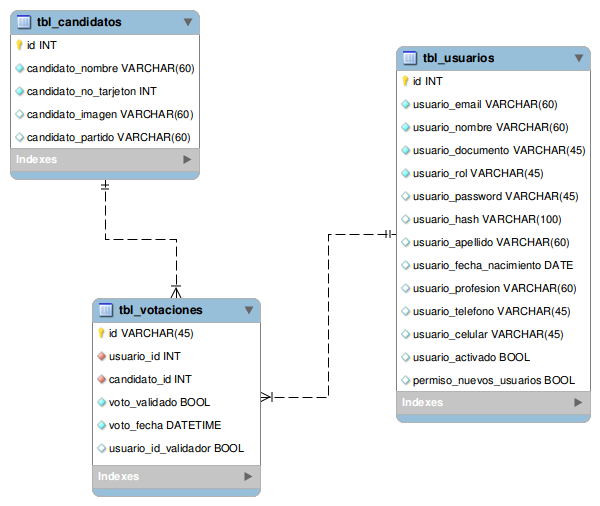 tbl_candidatos
id INT
candidato_nombre VARCHAR(60)
candidato_no_tarjeton INT
candidato_imagen VARCHAR(60)
candidato_partido VARCHAR(60)
Indexes
tbl_usuarios
id INT
usuario_email VARCHAR(60)
usuario_nombre VARCHAR(60)
usuario_documento VARCHAR(45)
usuario_rol VARCHAR(45)
usuario_password VARCHAR(45)
usuario_hash VARCHAR(100)
usuario_apellido VARCHAR(60)
usuario_fecha_nacimiento DATE
usuario_profesion VARCHAR(60)
usuario_telefono VARCHAR(45)
usuario_celular VARCHAR(45)
usuario_activado BOOL
permiso_nuevos_usuarios BOOL
Indexes
tbl_votaciones
id VARCHAR(45)
usuario_id INT
candidato_id INT
voto_validado BOOL
voto_fecha DATETIME
usuario_id_validador BOOL
Indexes